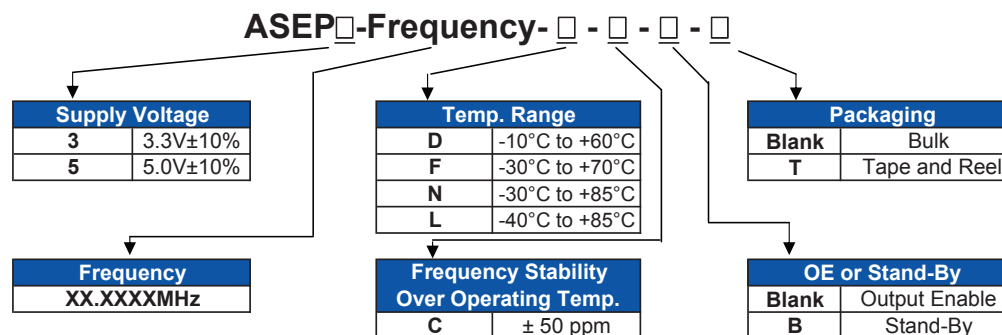 ASEP□-Frequency- □ - □ - □ - □
Supply Voltage
3 3.3V±10%
5 5.0V±10%
Temp. Range
D -10°C to +60°C
F -30°C to +70°C
N -30°C to +85°C
L -40°C to +85°C
Packaging
Blank Bulk
T Tape and Reel
Frequency
XX.XXXXMHz
Frequency Stability
Over Operating Temp.
C ± 50 ppm
OE or Stand-By
Blank Output Enable
B Stand-By